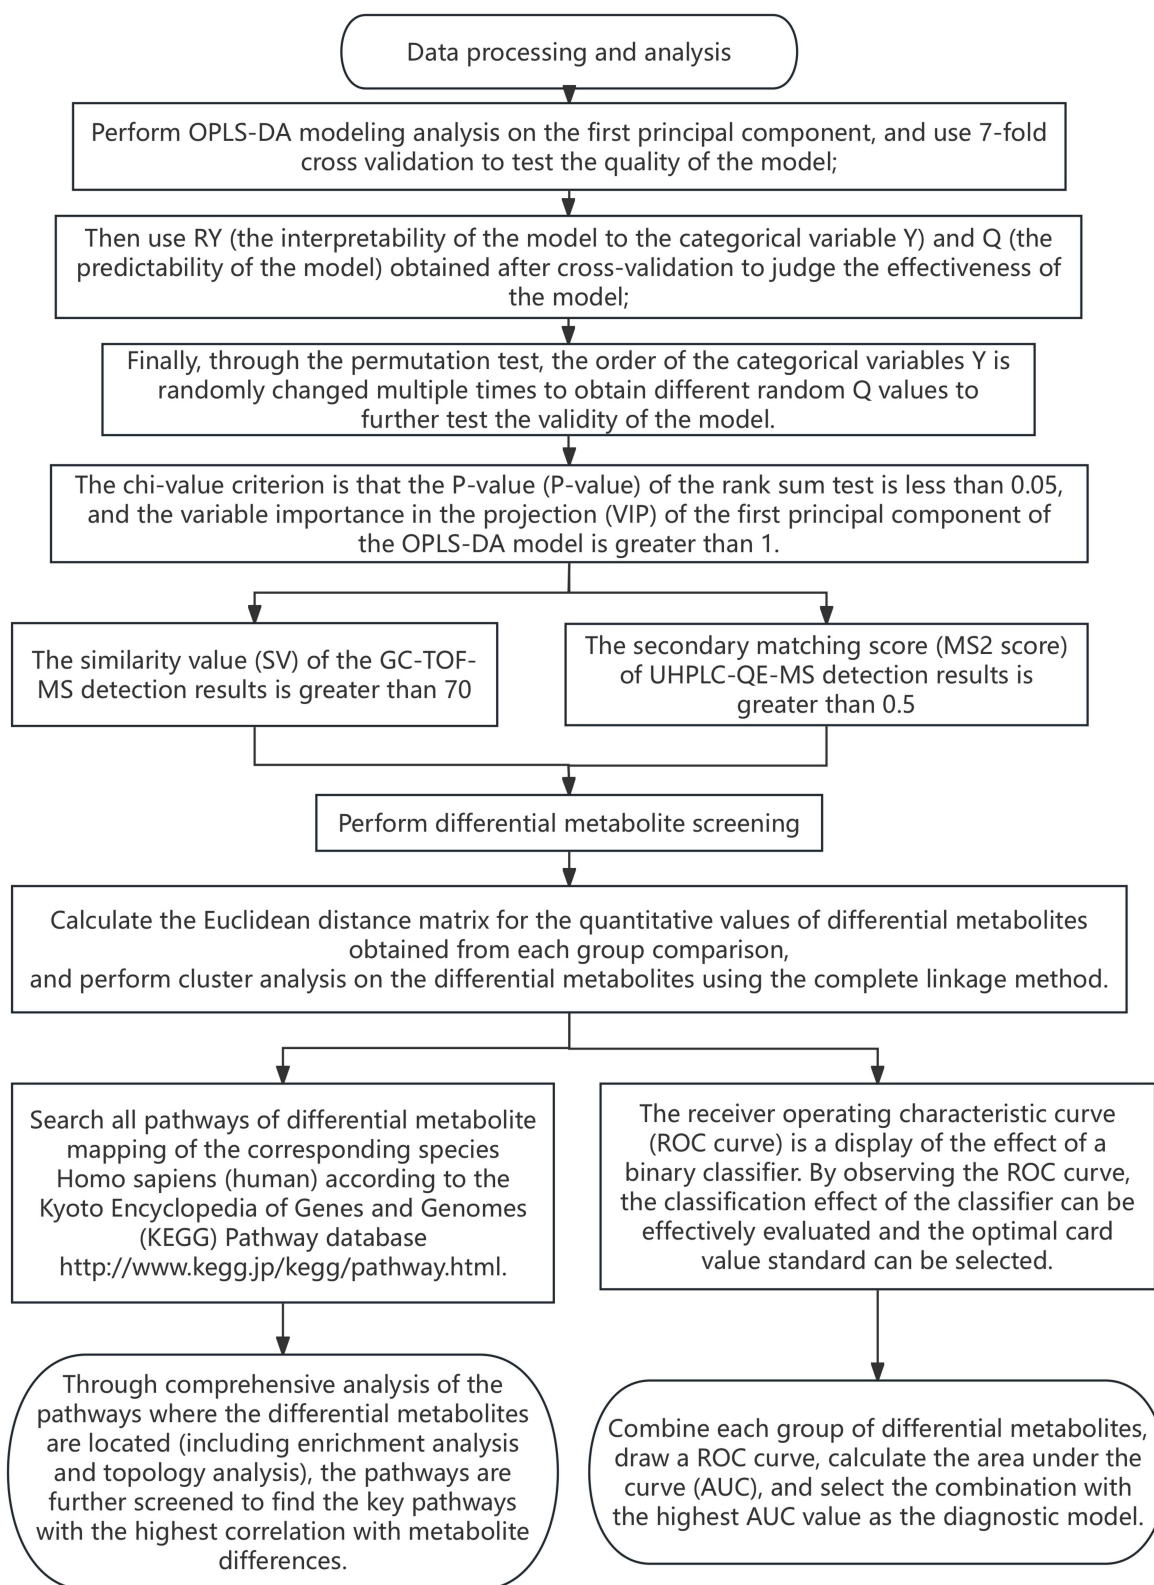 Data processing and analysis
Perform OPLS-DA modeling analysis on the first principal component, and use 7-fold
cross validation to test the quality of the model;
Then use RY (the interpretability of the model to the categorical variable Y) and Q (the
predictability of the model) obtained after cross-validation to judge the effectiveness of
the model;
Finally, through the permutation test, the order of the categorical variables Y is
randomly changed multiple times to obtain different random Q values to
further test the validity of the model.
The chi-value criterion is that the P-value (P-value) of the rank sum test is less than 0.05,
and the variable importance in the projection (VIP) of the first principal component of
the OPLS-DA model is greater than 1.
The similarity value (SV) of the GC-TOF-
MS detection results is greater than 70
The secondary matching score (MS2 score)
of UHPLC-QE-MS detection results is
greater than 0.5
Perform differential metabolite screening
Calculate the Euclidean distance matrix for the quantitative values of differential metabolites
obtained from each group comparison,
and perform cluster analysis on the differential metabolites using the complete linkage method.
Search all pathways of differential metabolite
mapping of the corresponding species
Homo sapiens (human) according to the
Kyoto Encyclopedia of Genes and Genomes
(KEGG) Pathway database
http://www.kegg.jp/kegg/pathway.html.
The receiver operating characteristic curve
(ROC curve) is a display of the effect of a
binary classifier. By observing the ROC curve,
the classification effect of the classifier can be
effectively evaluated and the optimal card
value standard can be selected.
Through comprehensive analysis of the
pathways where the differential metabolites
are located (including enrichment analysis
and topology analysis), the pathways are
further screened to find the key pathways
with the highest correlation with metabolite
differences.
Combine each group of differential metabolites,
draw a ROC curve, calculate the area under the
curve (AUC), and select the combination with
the highest AUC value as the diagnostic model.